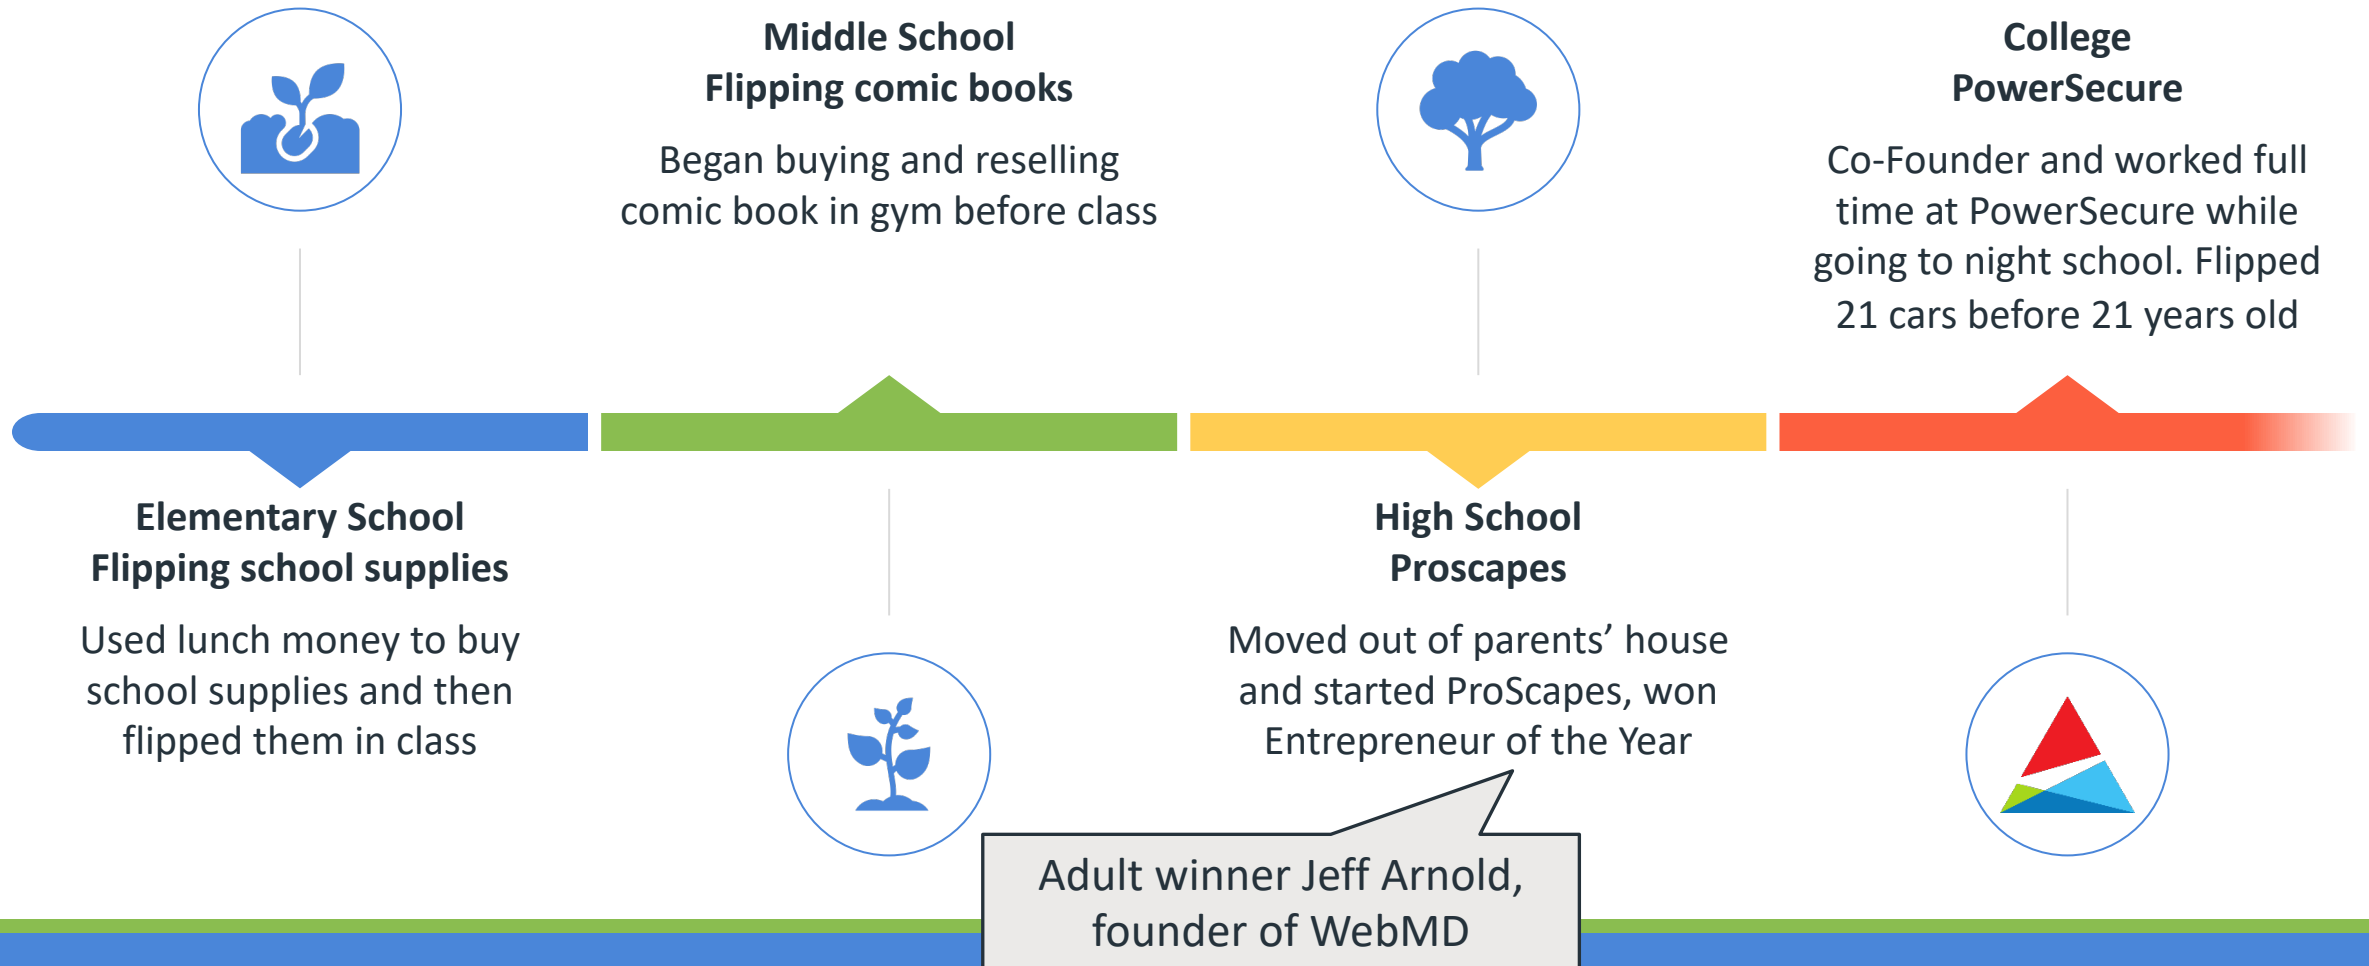 Elementary School
Flipping school supplies
Used lunch money to buy
school supplies and then
flipped them in class
Middle School
Flipping comic books
Began buying and reselling
comic book in gym before class
High School
Proscapes
Moved out of parents’ house
and started ProScapes, won
Entrepreneur of the Year
Adult winner Jeff Arnold,
founder of WebMD
College
PowerSecure
Co-Founder and worked full
time at PowerSecure while
going to night school. Flipped
21 cars before 21 years old